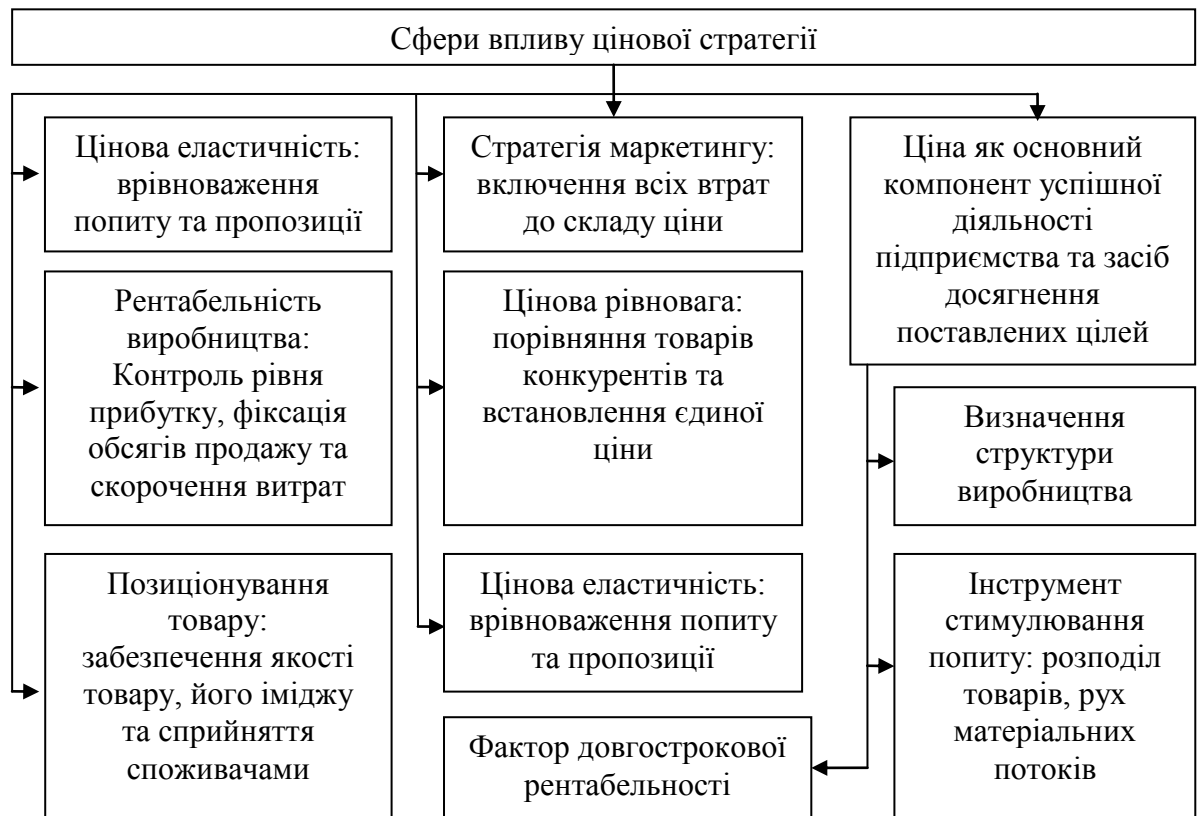 Сфери впливу цінової стратегії
Цінова еластичність:
врівноваження
попиту та пропозиції
Рентабельність
виробництва:
Контроль рівня
прибутку, фіксація
обсягів продажу та
скорочення витрат
Позиціонування
товару:
забезпечення якості
товару, його іміджу
та сприйняття
споживачами
Стратегія маркетингу:
включення всіх втрат
до складу ціни
Цінова рівновага:
порівняння товарів
конкурентів та
встановлення єдиної
ціни
Цінова еластичність:
врівноваження попиту
та пропозиції
Фактор довгострокової
рентабельності
Ціна як основний
компонент успішної
діяльності
підприємства та засіб
досягнення
поставлених цілей
Визначення
структури
виробництва
Інструмент
стимулювання
попиту: розподіл
товарів, рух
матеріальних
потоків